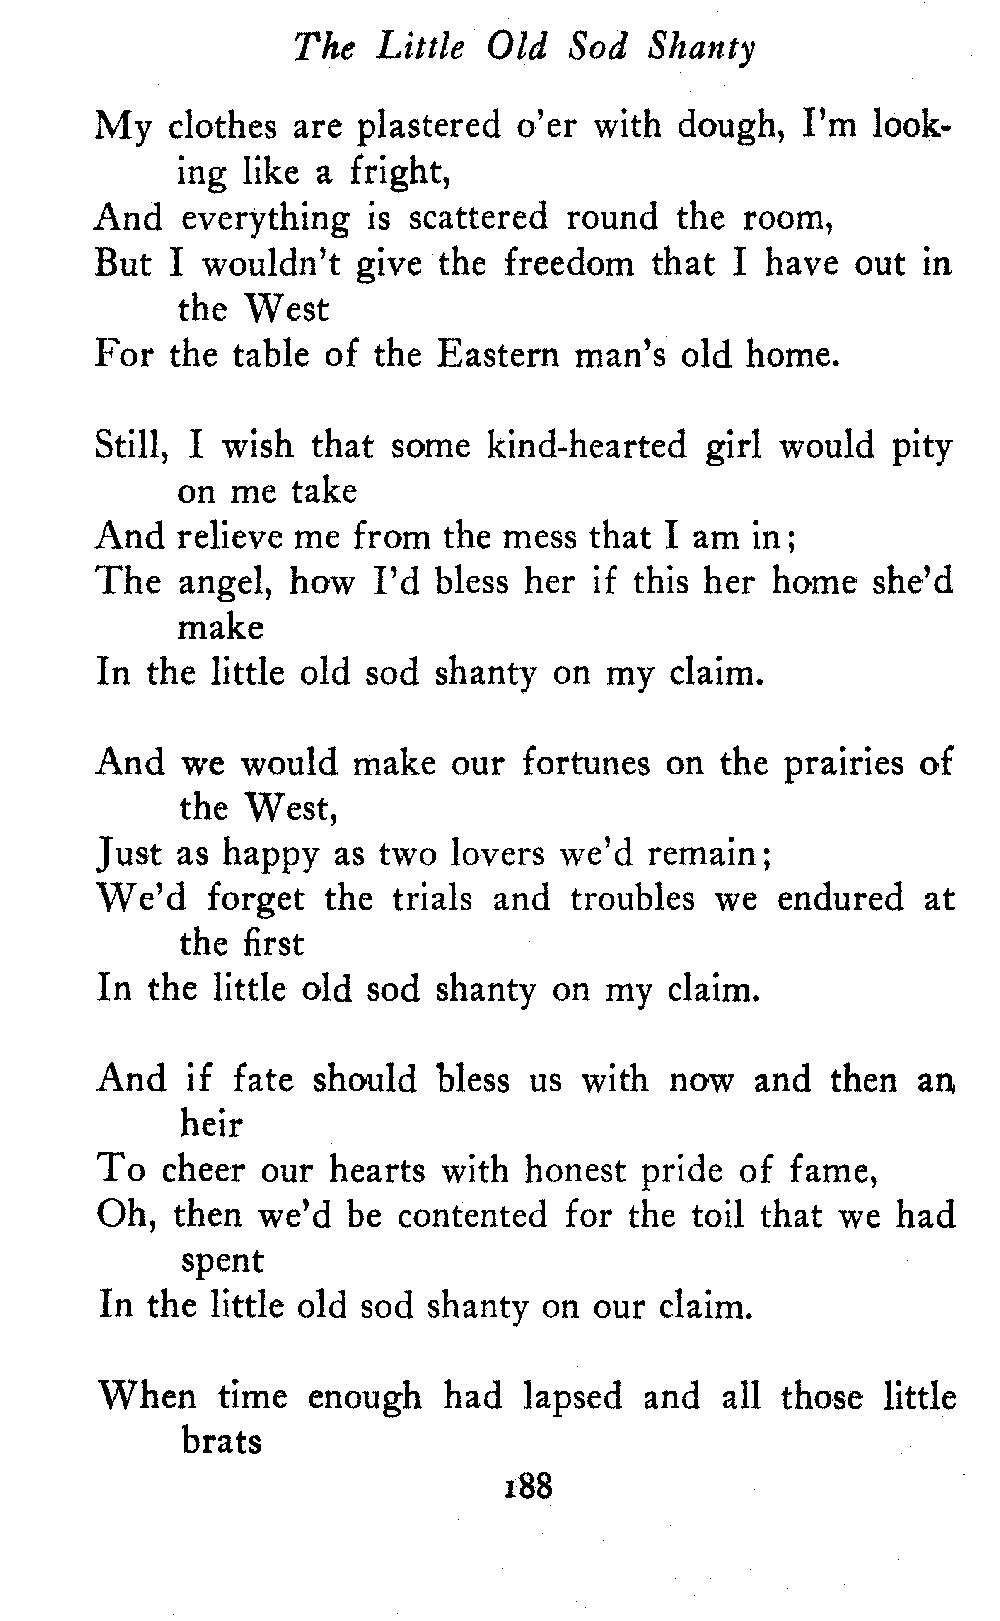 The Little Old Sod Shanty
My clothes are plastered o'er with dough, I'm look-
ing like a fright,
And everything is scattered round the room,
But I wouldn't give the freedom that I have out in
the West
For the table of the Eastern man's old home.
Still, I wish that some kind-hearted girl would pity
on me take
And relieve me from the mess that I am in;
The angel, how I'd bless her if this her home she'd
make
In the little old sod shanty on my claim.
And we would make our fortunes on the prairies of
the West,
Just as happy as two lovers we'd remain;
We'd forget the trials and troubles we endured at
the first
In the little old sod shanty on my claim.
And if fate should bless us with now and then an
heir
To cheer our hearts with honest pride of fame,
Oh, then we'd be contented for the toil that we had
spent
In the little old sod shanty on our claim.
When time enough had lapsed and all those little
brats
188